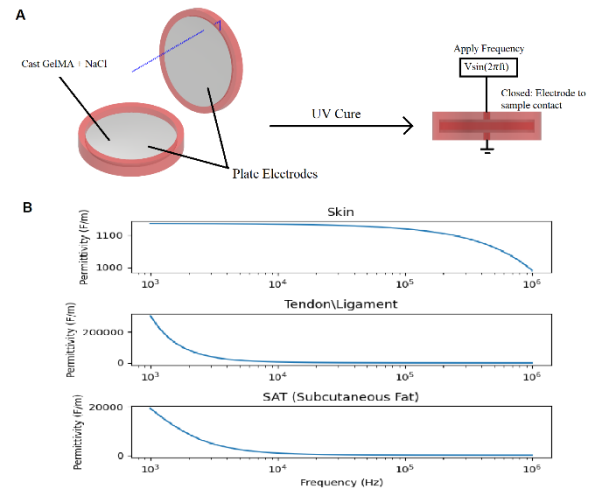 A
Cast GelMA + NaCl
Plate Electrodes
UV Cure
Apply Frequency
Vsin(2πft)
Closed: Electrode to
sample contact
B
Skin
Permittivity (F/m)
1100
1000
10³ 10⁴ 10⁵ 10⁶
Tendon\Ligament
Permittivity (F/m)
200000
0
10³ 10⁴ 10⁵ 10⁶
SAT (Subcutaneous Fat)
Permittivity (F/m)
20000
0
10³ 10⁴ 10⁵ 10⁶
Frequency (Hz)